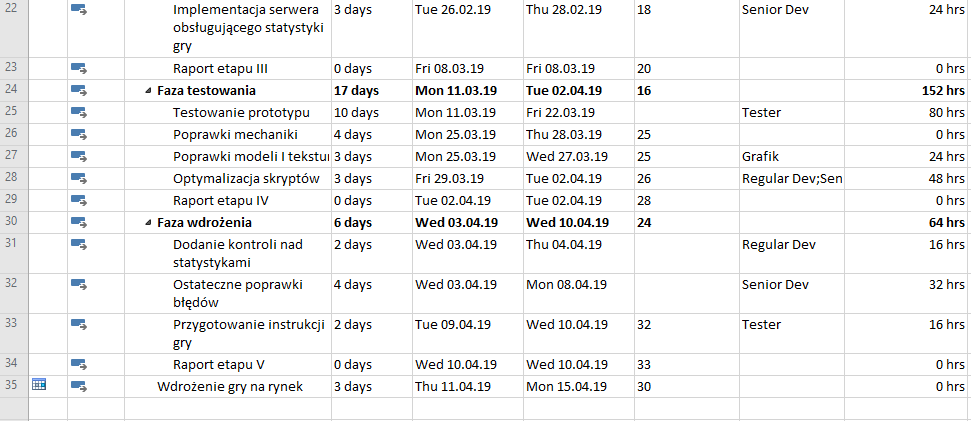 22 Implementacja serwera 3 days Tue 26.02.19 Thu 28.02.19 18 Senior Dev 24 hrs
obsługującego statystyki
gry
23 Raport etapu III 0 days Fri 08.03.19 Fri 08.03.19 20 0 hrs
24 Faza testowania 17 days Mon 11.03.19 Tue 02.04.19 16 152 hrs
25 Testowanie prototypu 10 days Mon 11.03.19 Fri 22.03.19 Tester 80 hrs
26 Poprawki mechaniki 4 days Mon 25.03.19 Thu 28.03.19 25 0 hrs
27 Poprawki modeli I tekstur 3 days Mon 25.03.19 Wed 27.03.19 25 Grafik 24 hrs
28 Optymalizacja skryptów 3 days Fri 29.03.19 Tue 02.04.19 26 Regular Dev;Sen 48 hrs
29 Raport etapu IV 0 days Tue 02.04.19 Tue 02.04.19 28 0 hrs
30 Faza wdrożenia 6 days Wed 03.04.19 Wed 10.04.19 24 64 hrs
31 Dodanie kontroli nad 2 days Wed 03.04.19 Thu 04.04.19 Regular Dev 16 hrs
statystykami
32 Ostateczne poprawki 4 days Wed 03.04.19 Mon 08.04.19 Senior Dev 32 hrs
błędów
33 Przygotowanie instrukcji 2 days Tue 09.04.19 Wed 10.04.19 32 Tester 16 hrs
gry
34 Raport etapu V 0 days Wed 10.04.19 Wed 10.04.19 33 0 hrs
35 Wdrożenie gry na rynek 3 days Thu 11.04.19 Mon 15.04.19 30 0 hrs